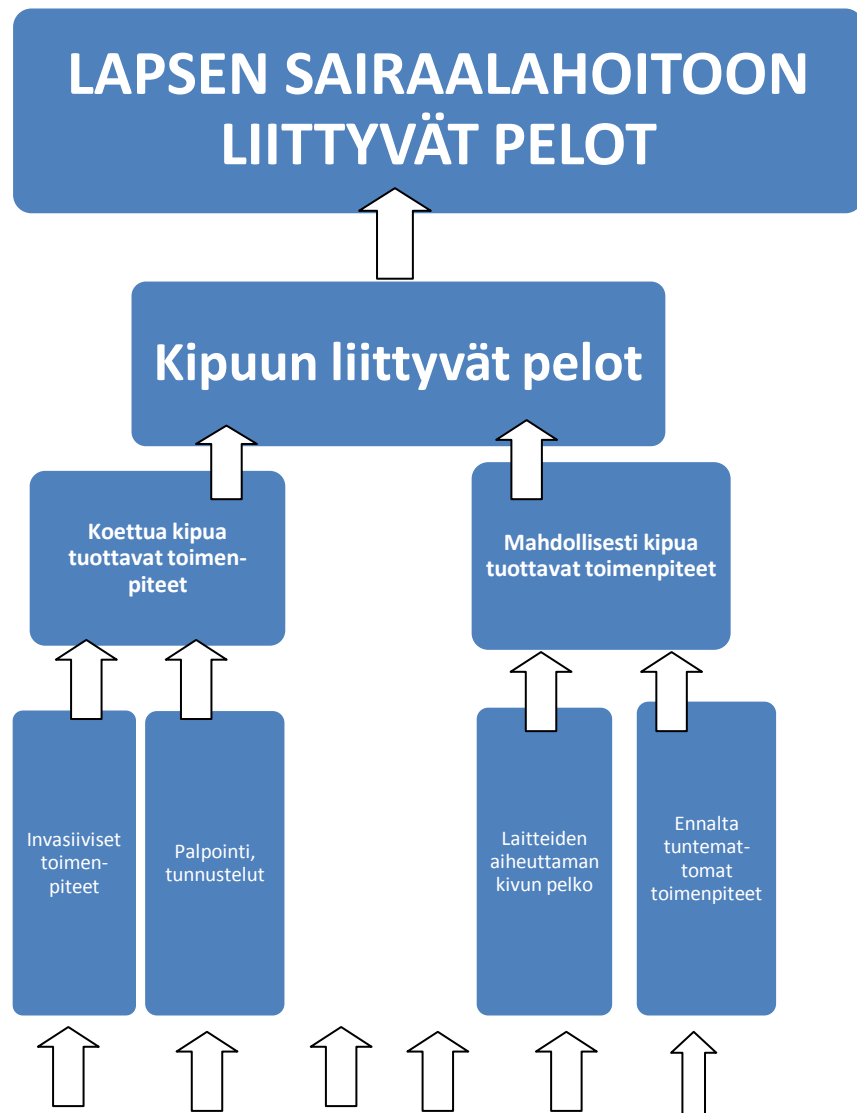 LAPSEN SAIRAALAHOITOON
LIITTYVÄT PELOT
Kipuun liittyvät pelot
Koettua kipua
tuottavat toimen-
piteet
Mahdollisesti kipua
tuottavat toimenpiteet
Invasiiviset
toimen-
piteet
Palpointi,
tunnustelut
Laitteiden
aiheuttaman
kivun pelko
Ennalta
tuntemat-
tomat
toimenpiteet